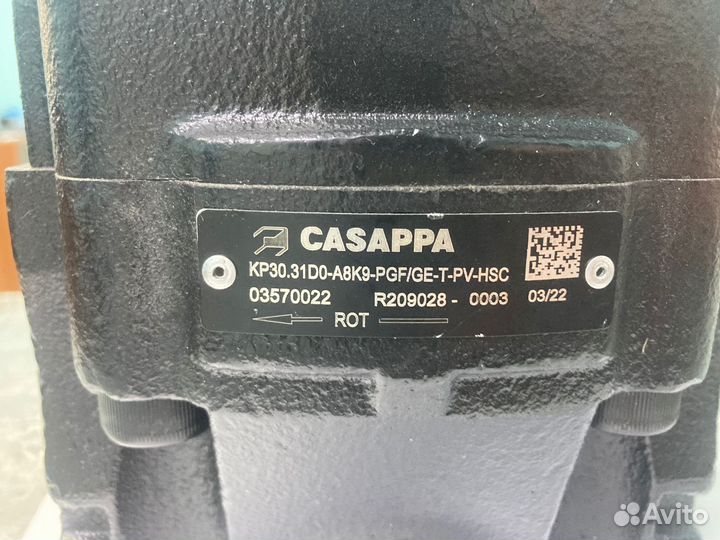 CASAPPA
KP30.31D0-A8K9-PGF/GE-T-PV-HSC
03570022 R209028 - 0003 03/22
ROT
Avito